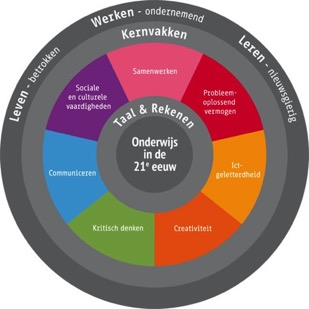 Werken - ondernemend
Leven - betrokken
Leren - nieuwsgierig
Kernvakken
Samenwerken
Sociale
en culturele
vaardigheden
Probleem-
oplossend
vermogen
Taal & Rekenen
Onderwijs
in de
21e eeuw
Communiceren
Ict-
geletterdheid
Kritisch denken
Creativiteit